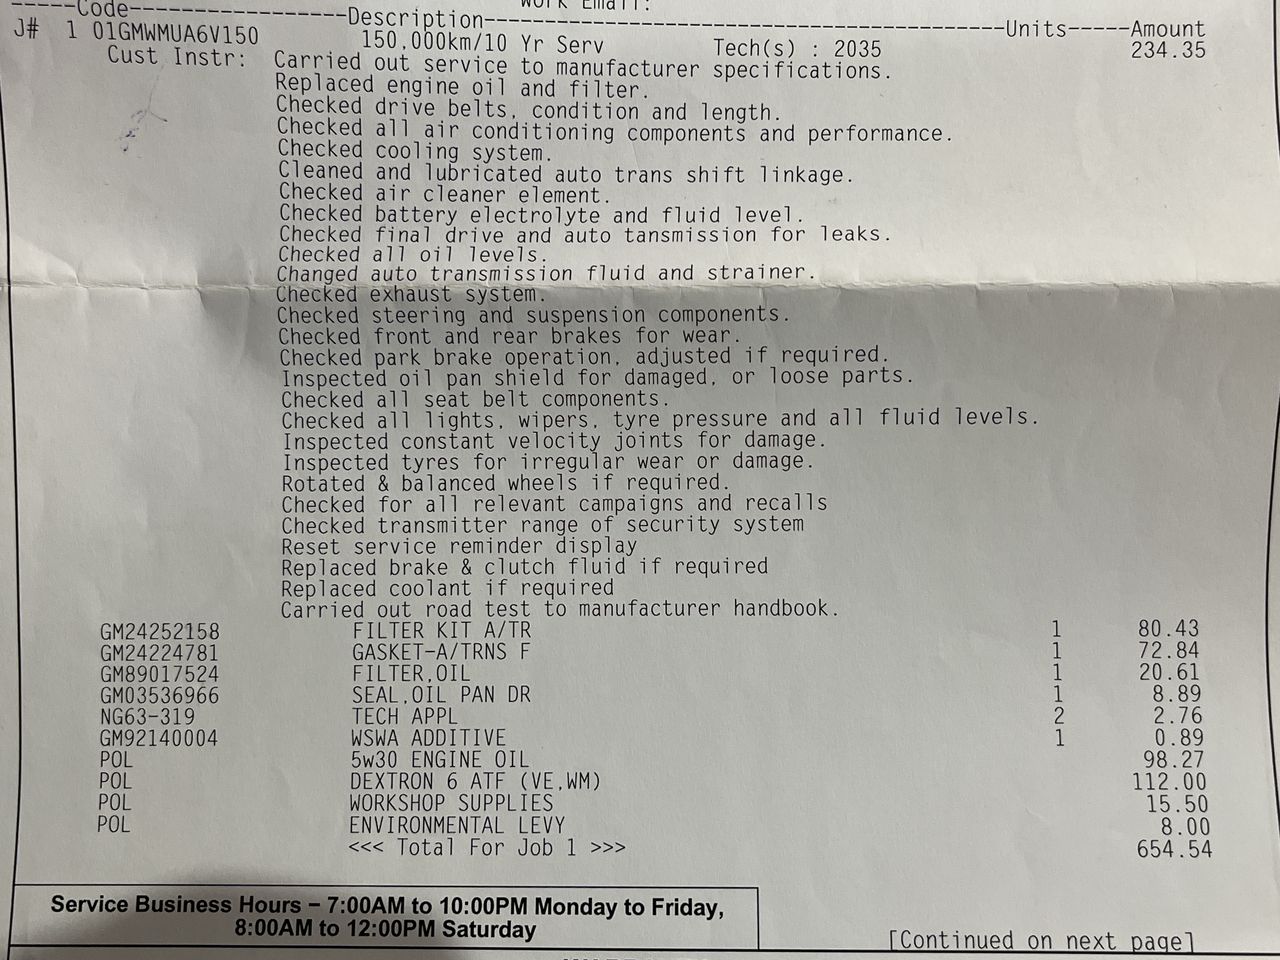 Work Email:
-----Code-----------------Description-----------------------------------------Units-----Amount
J# 1 01GMWMUA6V150 150,000km/10 Yr Serv Tech(s) : 2035 234.35
Cust Instr: Carried out service to manufacturer specifications.
Replaced engine oil and filter.
Checked drive belts, condition and length.
Checked all air conditioning components and performance.
Checked cooling system.
Cleaned and lubricated auto trans shift linkage.
Checked air cleaner element.
Checked battery electrolyte and fluid level.
Checked final drive and auto tansmission for leaks.
Checked all oil levels.
Changed auto transmission fluid and strainer.
Checked exhaust system.
Checked steering and suspension components.
Checked front and rear brakes for wear.
Checked park brake operation, adjusted if required.
Inspected oil pan shield for damaged, or loose parts.
Checked all seat belt components.
Checked all lights, wipers, tyre pressure and all fluid levels.
Inspected constant velocity joints for damage.
Inspected tyres for irregular wear or damage.
Rotated & balanced wheels if required.
Checked for all relevant campaigns and recalls
Checked transmitter range of security system
Reset service reminder display
Replaced brake & clutch fluid if required
Replaced coolant if required
Carried out road test to manufacturer handbook.
GM24252158 FILTER KIT A/TR 1 80.43
GM24224781 GASKET-A/TRNS F 1 72.84
GM89017524 FILTER,OIL 1 20.61
GM03536966 SEAL,OIL PAN DR 1 8.89
NG63-319 TECH APPL 2 2.76
GM92140004 WSWA ADDITIVE 1 0.89
POL 5w30 ENGINE OIL 98.27
POL DEXTRON 6 ATF (VE,WM) 112.00
POL WORKSHOP SUPPLIES 15.50
POL ENVIRONMENTAL LEVY 8.00
<<< Total For Job 1 >>> 654.54
Service Business Hours – 7:00AM to 10:00PM Monday to Friday,
8:00AM to 12:00PM Saturday
[Continued on next page]